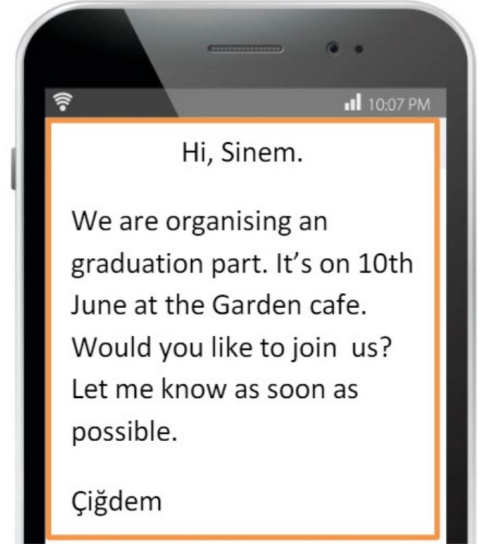 10:07 PM
Hi, Sinem.
We are organising an
graduation part. It's on 10th
June at the Garden cafe.
Would you like to join  us?
Let me know as soon as
possible.
Çiğdem